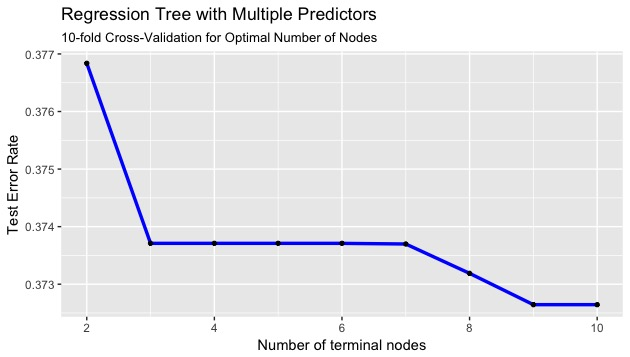 Regression Tree with Multiple Predictors
10-fold Cross-Validation for Optimal Number of Nodes
Test Error Rate
0.377
0.376
0.375
0.374
0.373
2 4 6 8 10
Number of terminal nodes